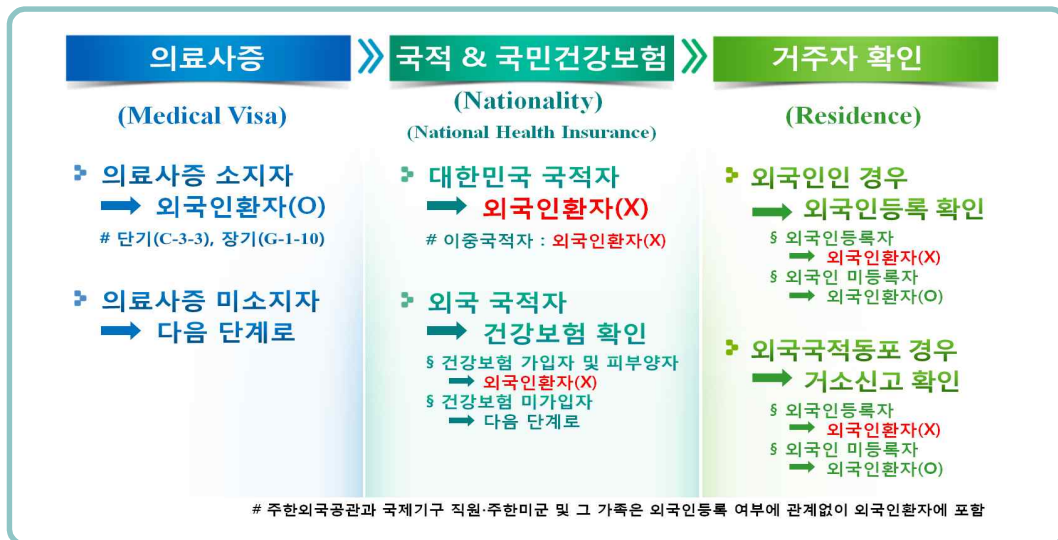 의료사증
(Medical Visa)
의료사증 소지자
외국인환자(O)
# 단기(C-3-3), 장기(G-1-10)
의료사증 미소지자
다음 단계로
국적 & 국민건강보험
(Nationality)
(National Health Insurance)
대한민국 국적자
외국인환자(X)
# 이중국적자 : 외국인환자(X)
외국 국적자
건강보험 확인
§ 건강보험 가입자 및 피부양자
외국인환자(X)
§ 건강보험 미가입자
다음 단계로
거주자 확인
(Residence)
외국인인 경우
외국인등록 확인
§ 외국인등록자
외국인환자(X)
§ 외국인 미등록자
외국인환자(O)
외국국적동포 경우
거소신고 확인
§ 외국인등록자
외국인환자(X)
§ 외국인 미등록자
외국인환자(O)
# 주한외국공관과 국제기구 직원·주한미군 및 그 가족은 외국인등록 여부에 관계없이 외국인환자에 포함